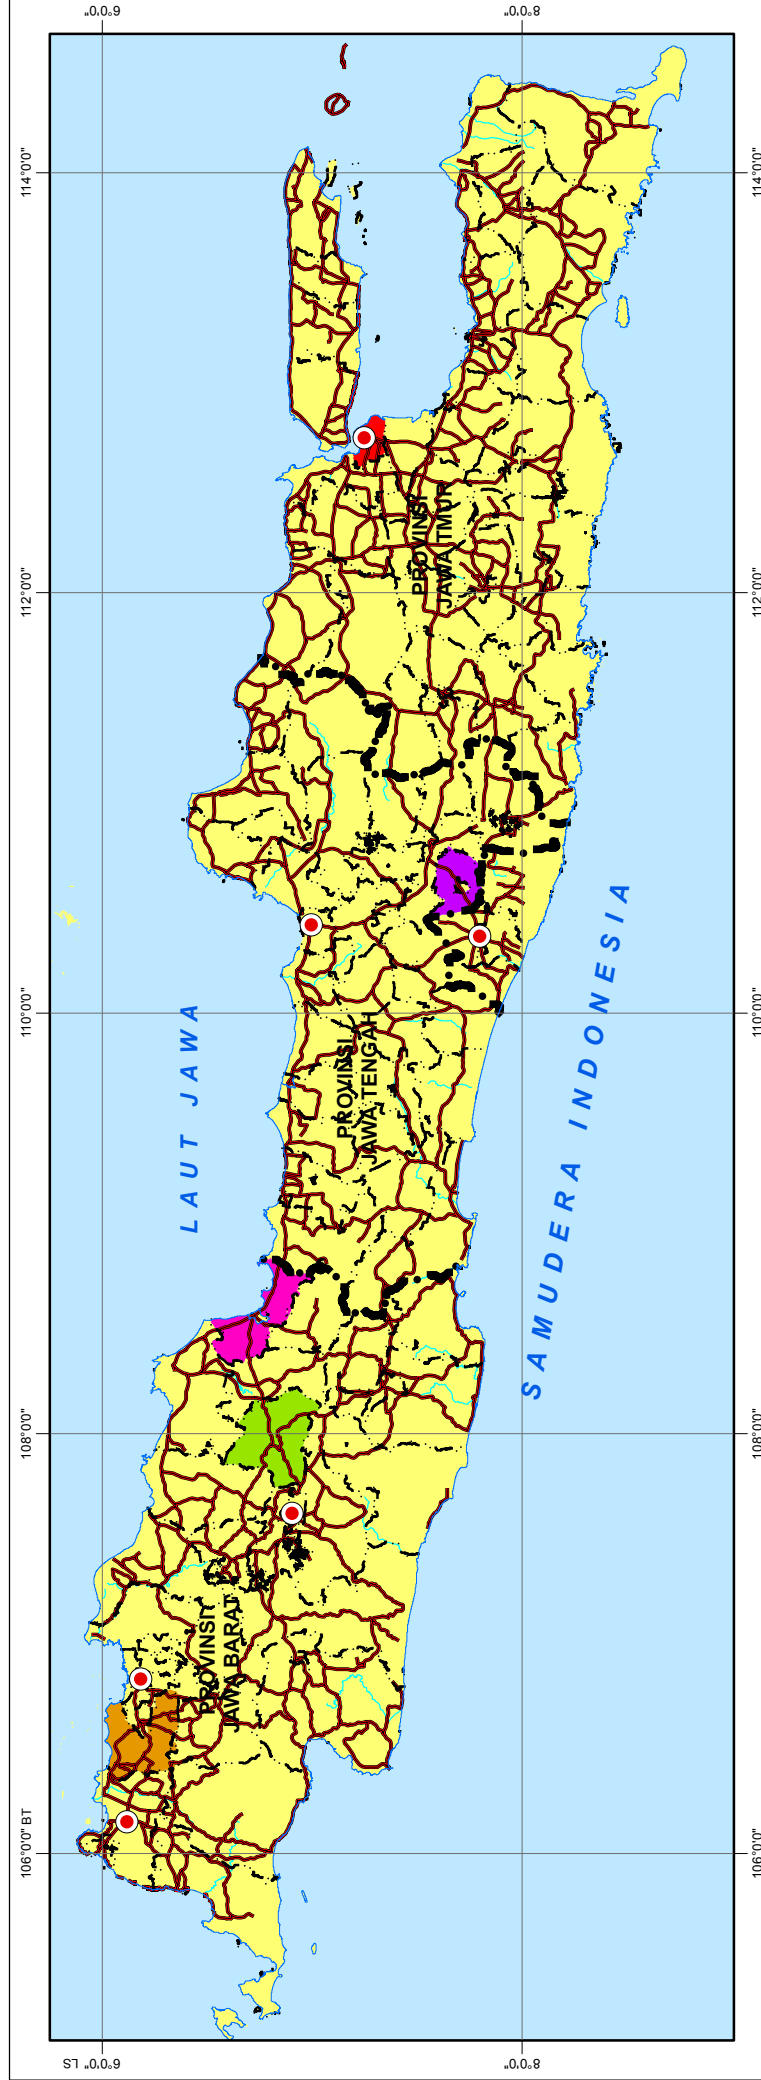 106°0'0" BT
108°0'0"
110°0'0"
112°0'0"
114°0'0"
6°0'0" LS
6°0'0"
LAUT JAWA
PROVINSI
JAWA BARAT
PROVINSI
JAWA TENGAH
PROVINSI
JAWA TMUR
8°0'0"
8°0'0"
SAMUDERA INDONESIA
106°0'0"
108°0'0"
110°0'0"
112°0'0"
114°0'0"